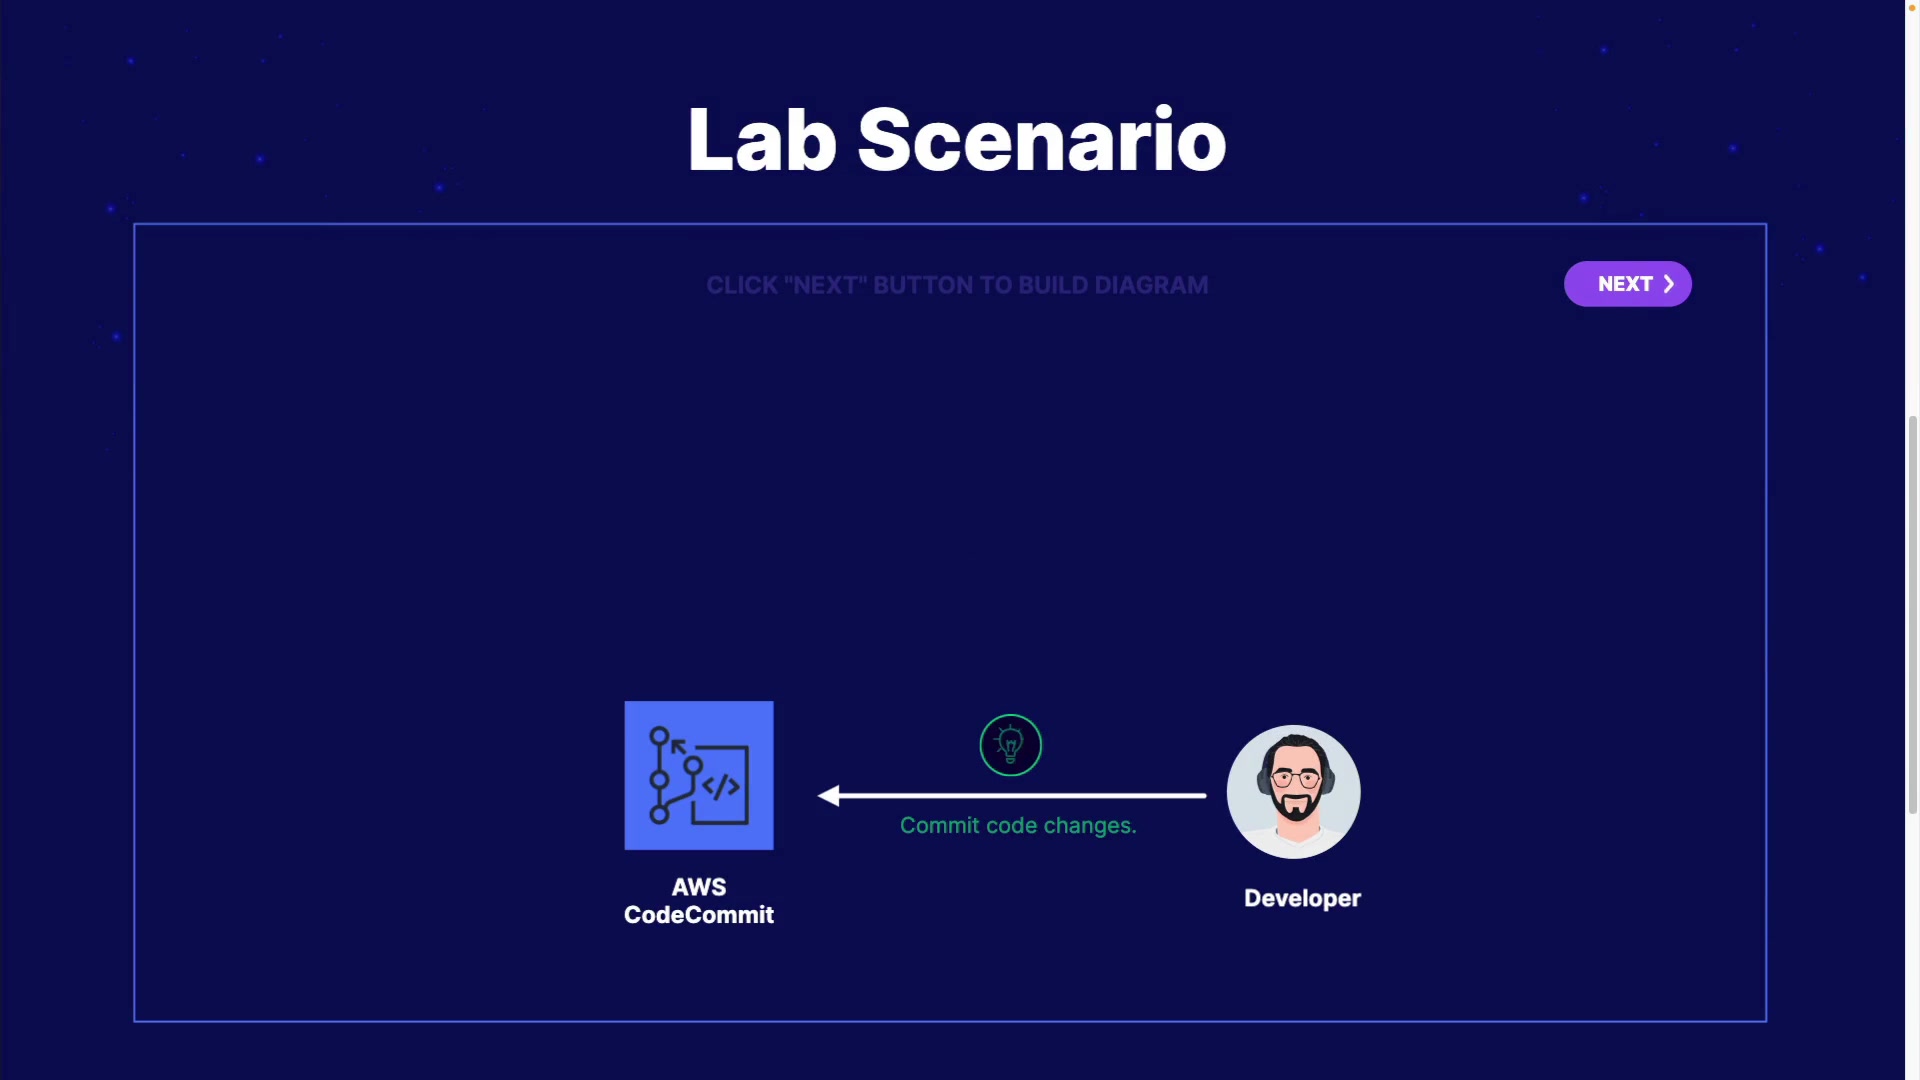 Lab Scenario
CLICK "NEXT" BUTTON TO BUILD DIAGRAM
NEXT
</>
Commit code changes.
AWS
CodeCommit
Developer